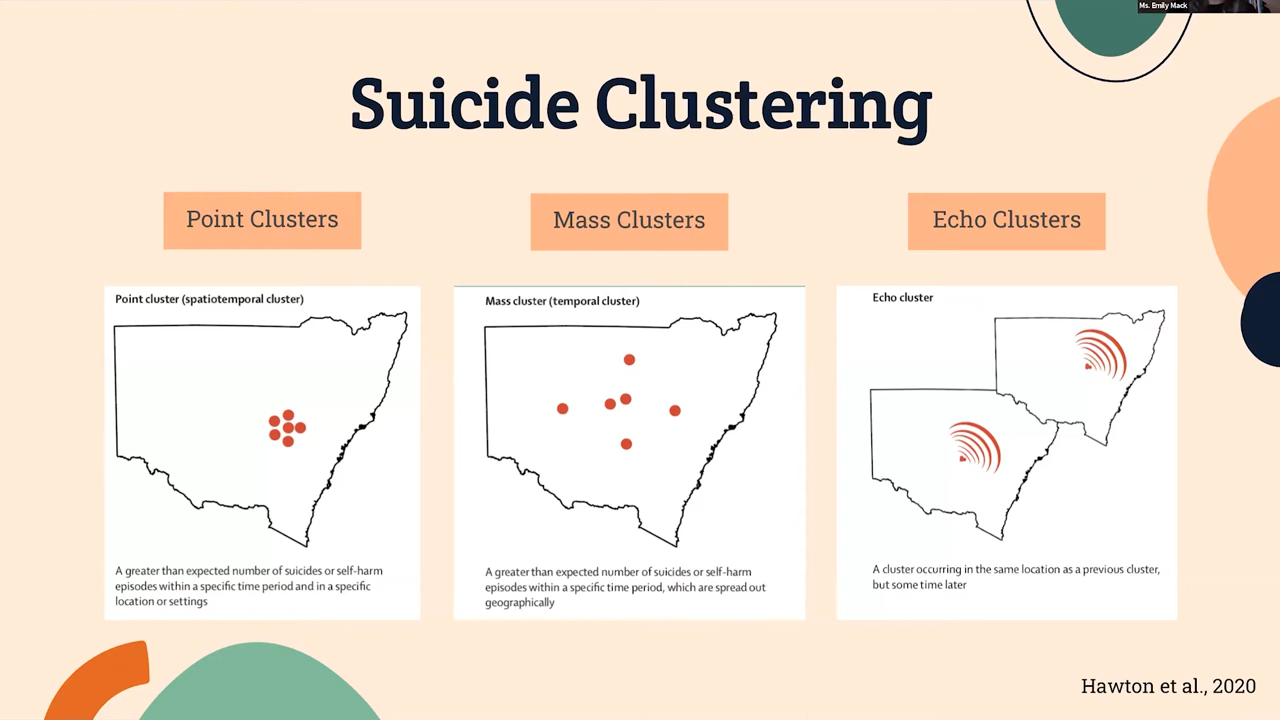 Ms. Emily Mack
Suicide Clustering
Point Clusters
Mass Clusters
Echo Clusters
Point cluster (spatiotemporal cluster)
A greater than expected number of suicides or self-harm
episodes within a specific time period and in a specific
location or settings
Mass cluster (temporal cluster)
A greater than expected number of suicides or self-harm
episodes within a specific time period, which are spread out
geographically
Echo cluster
A cluster occurring in the same location as a previous cluster,
but some time later
Hawton et al., 2020